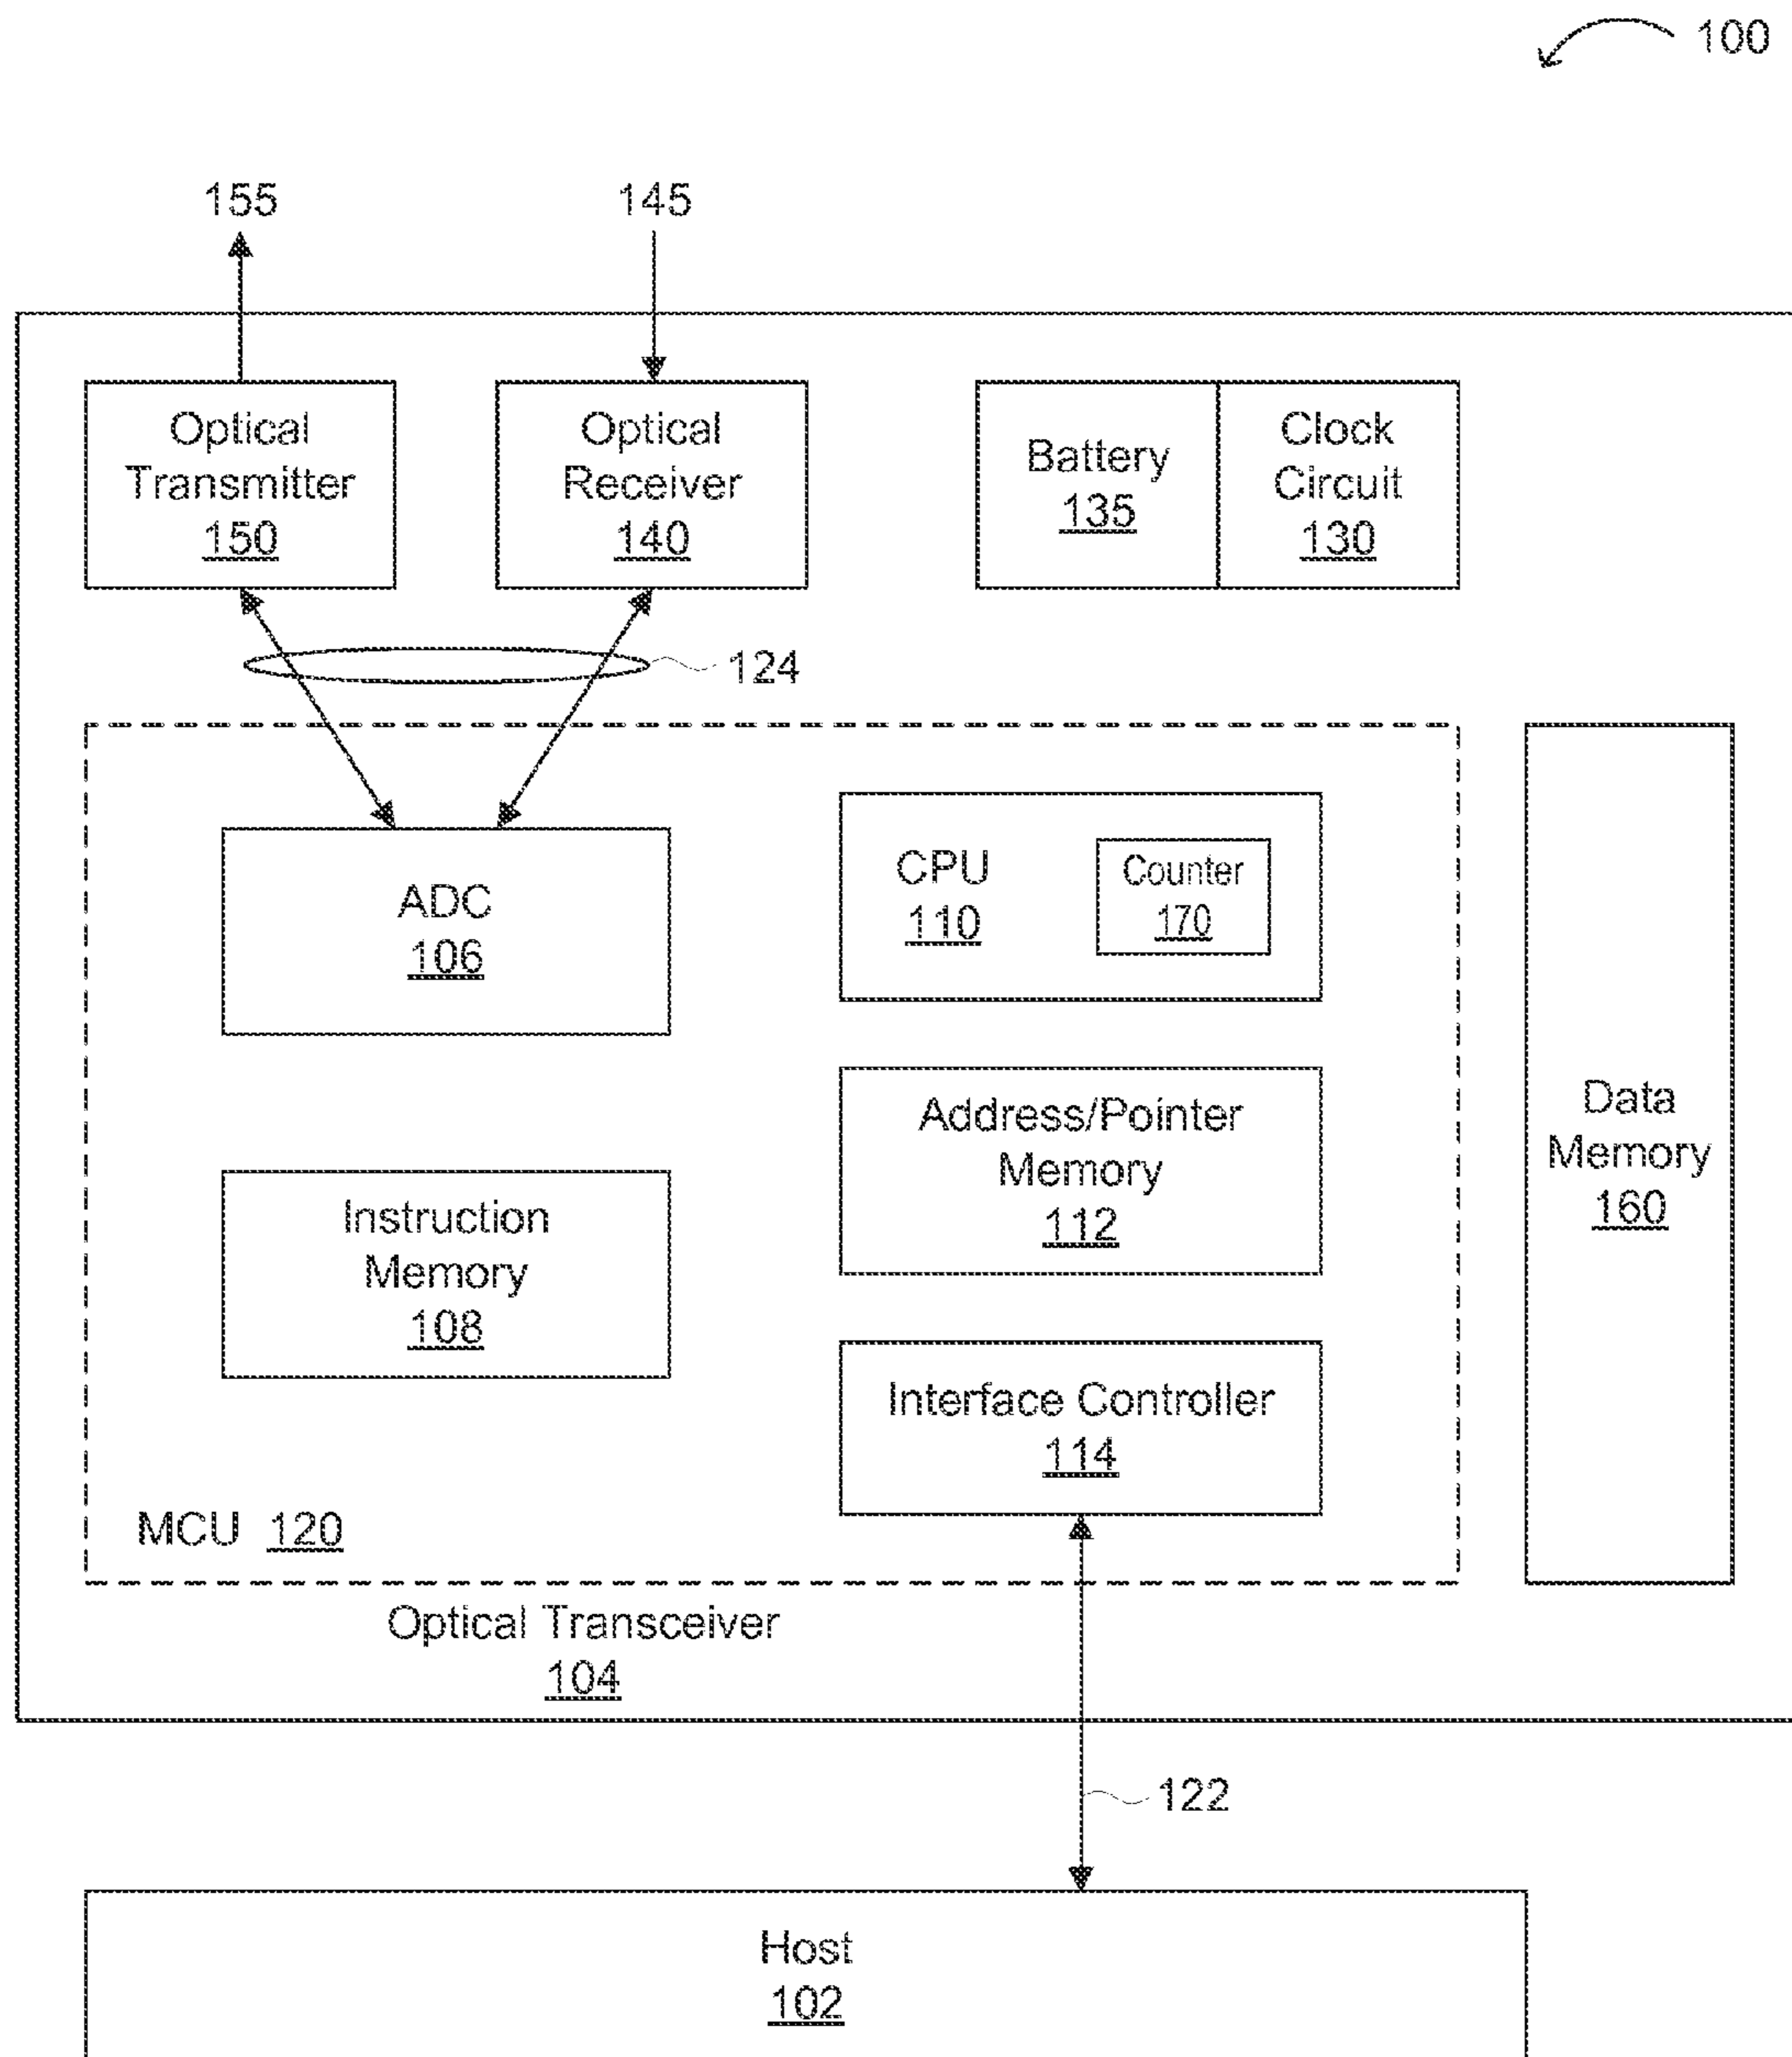 100
155
145
Optical
Transmitter
150
Optical
Receiver
140
Battery
135
Clock
Circuit
130
124
ADC
106
CPU
110
Counter
170
Address/Pointer
Memory
112
Data
Memory
160
Instruction
Memory
108
Interface Controller
114
MCU 120
Optical Transceiver
104
122
Host
102